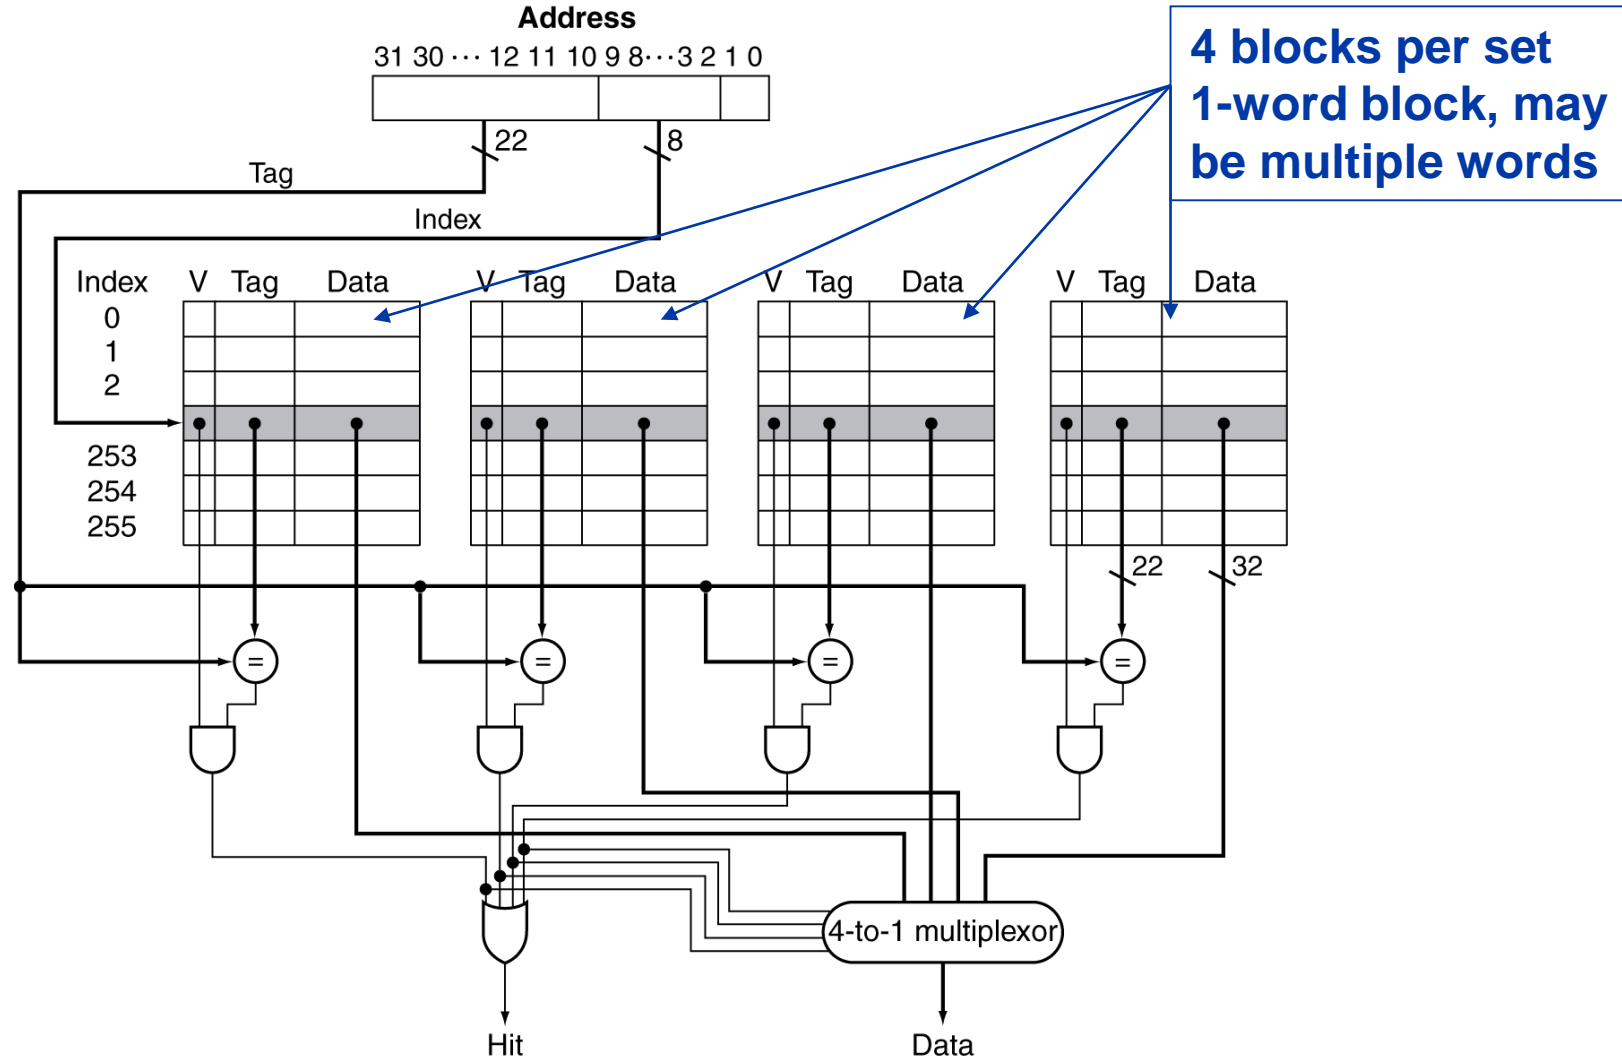 Address
31 30 ··· 12 11 10 9 8···3 2 1 0
4 blocks per set
1-word block, may
be multiple words
22
8
Tag
Index
Index V Tag Data V Tag Data V Tag Data V Tag Data
0
1
2
253
254
255
22
32
= = = =
4-to-1 multiplexor
Hit
Data